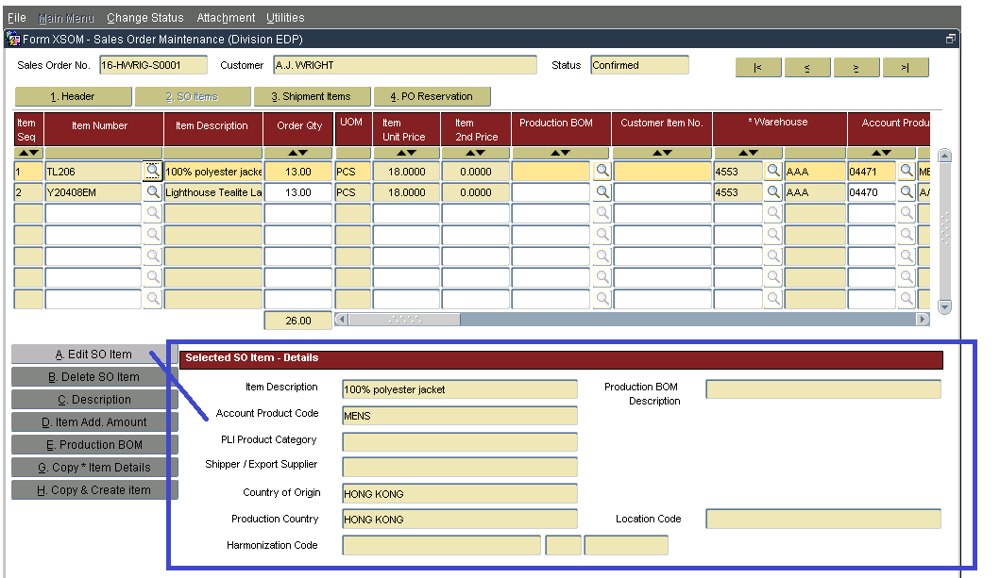 File Main Menu Change Status Attachment Utilities
Form XSOM - Sales Order Maintenance (Division EDP)
Sales Order No. 16-HWRIG-S0001 Customer A.J. WRIGHT Status Confirmed |< < > >|
1. Header 2. SO Items 3. Shipment Items 4. PO Reservation
Item Seq Item Number Item Description Order Qty UOM Item Unit Price Item 2nd Price Production BOM Customer Item No. * Warehouse Account Produ
1 TL206 100% polyester jacke 13.00 PCS 18.0000 0.0000 4553 AAA 04471 ME
2 Y20408EM Lighthouse Tealite La 13.00 PCS 18.0000 0.0000 4553 AAA 04470 A/
26.00
A. Edit SO Item
B. Delete SO Item
C. Description
D. Item Add. Amount
E. Production BOM
G. Copy * Item Details
H. Copy & Create item
Selected SO Item - Details
Item Description 100% polyester jacket Production BOM Description
Account Product Code MENS
PLI Product Category
Shipper / Export Supplier
Country of Origin HONG KONG
Production Country HONG KONG Location Code
Harmonization Code